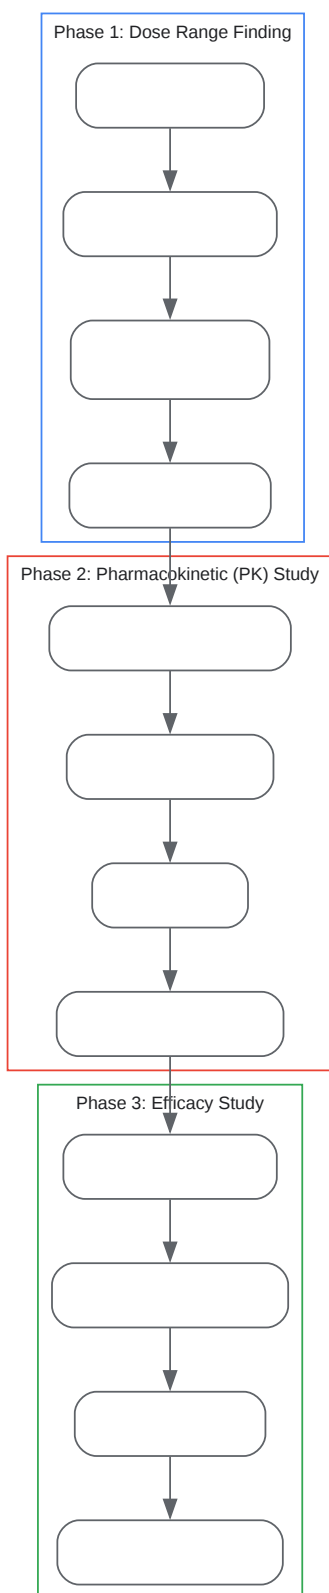 Phase 1: Dose Range Finding
Phase 2: Pharmacokinetic (PK) Study
Phase 3: Efficacy Study